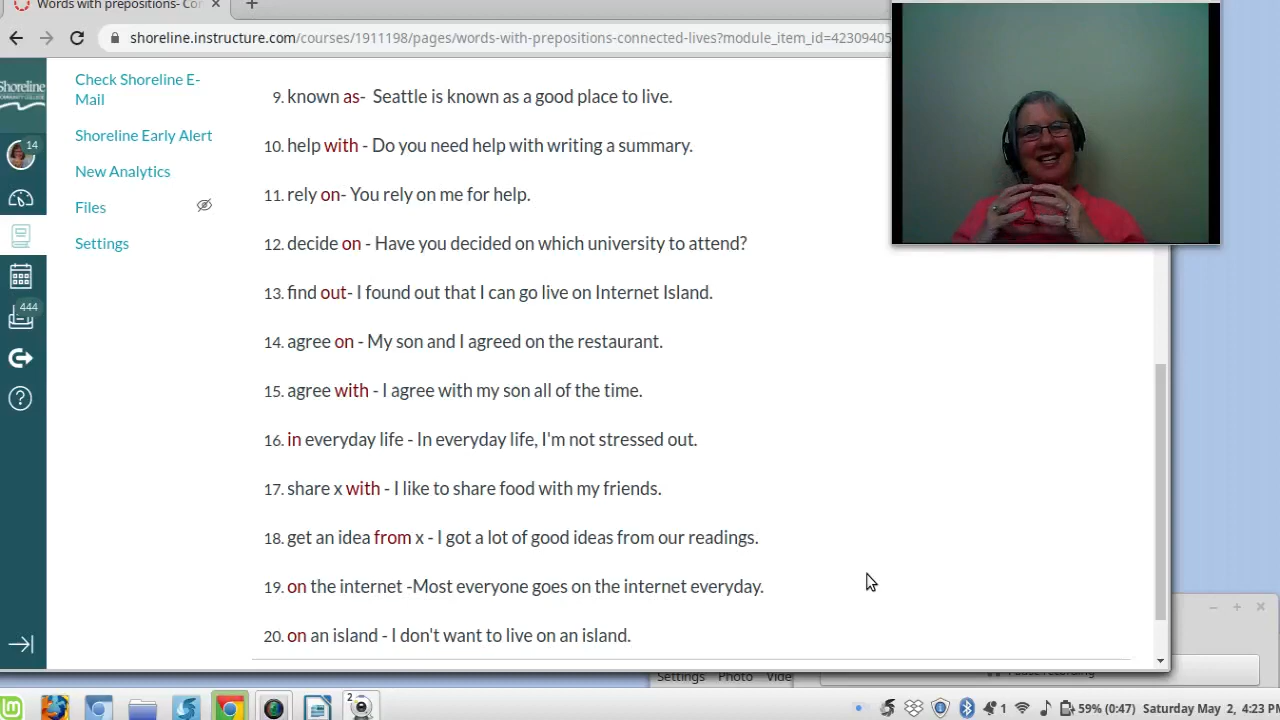 Words with prepositions- Con
shoreline.instructure.com/courses/1911198/pages/words-with-prepositions-connected-lives?module_item_id=42309405
Shoreline
COMMUNITY COLLEGE
14
444
Check Shoreline E-
Mail
Shoreline Early Alert
New Analytics
Files
Settings
9. known as-  Seattle is known as a good place to live.
10. help with - Do you need help with writing a summary.
11. rely on- You rely on me for help.
12. decide on - Have you decided on which university to attend?
13. find out- I found out that I can go live on Internet Island.
14. agree on - My son and I agreed on the restaurant.
15. agree with - I agree with my son all of the time.
16. in everyday life - In everyday life, I'm not stressed out.
17. share x with - I like to share food with my friends.
18. get an idea from x - I got a lot of good ideas from our readings.
19. on the internet -Most everyone goes on the internet everyday.
20. on an island - I don't want to live on an island.
Settings Photo Vide
2
1 59% (0:47) Saturday May 2, 4:23 PM